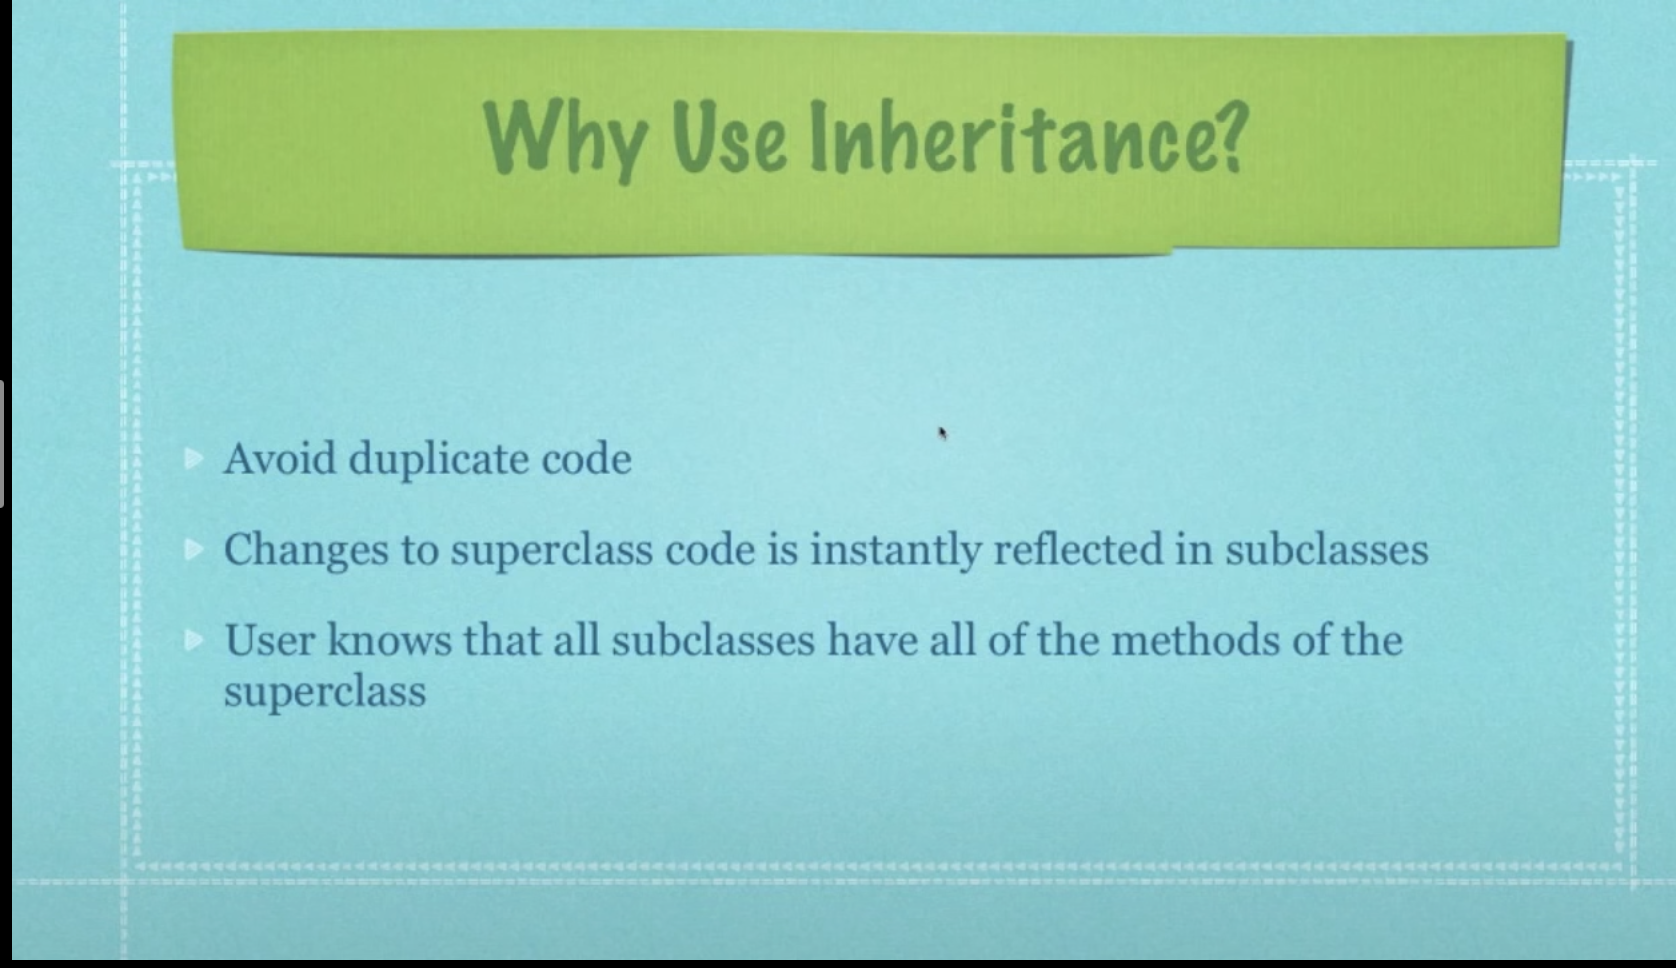 Why Use Inheritance?
Avoid duplicate code
Changes to superclass code is instantly reflected in subclasses
User knows that all subclasses have all of the methods of the
superclass